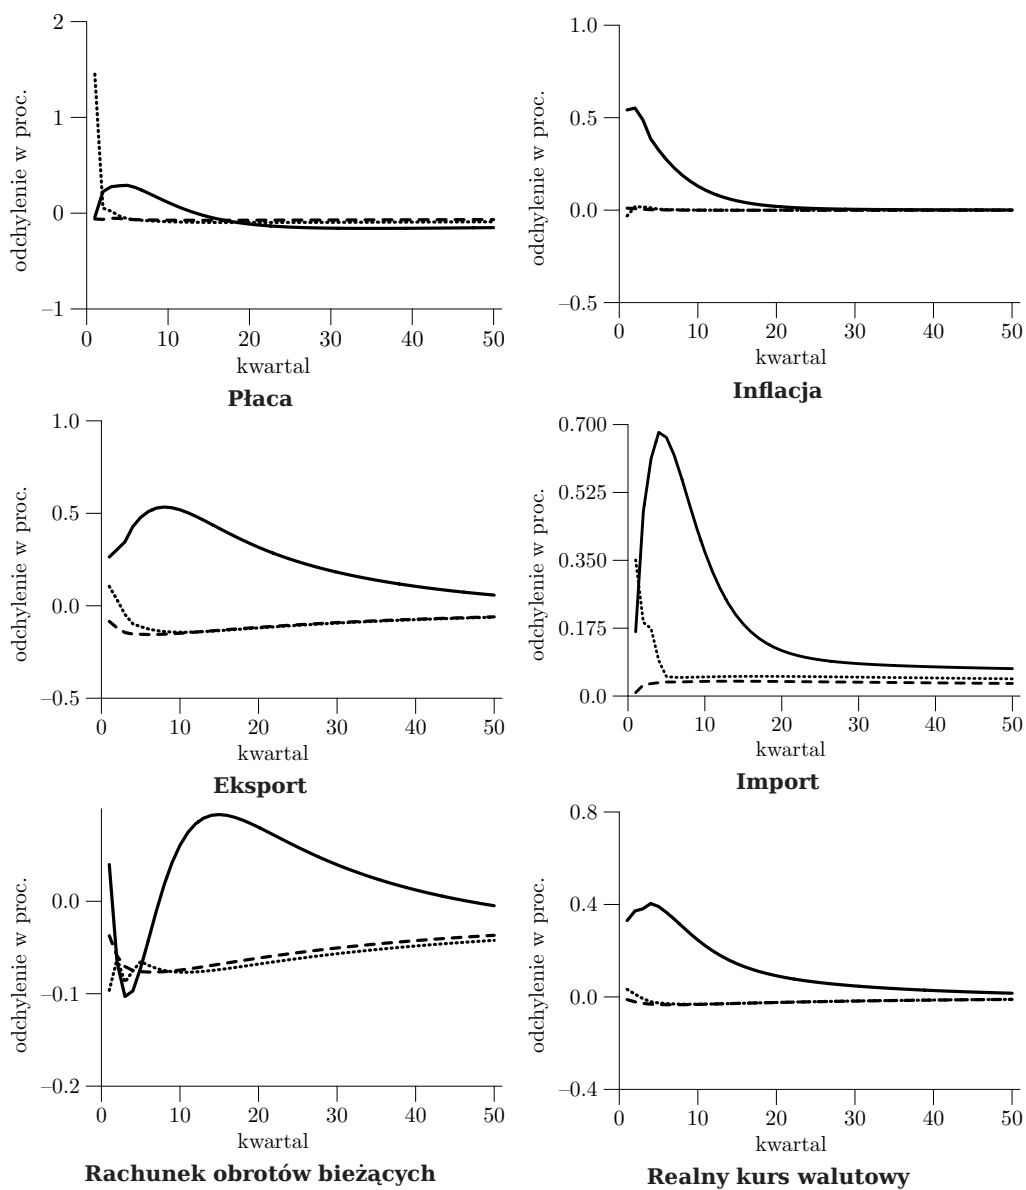 2
1
0
–1
odchylenie w proc.
0 10 20 30 40 50
kwartal
Płaca
1.0
0.5
0.0
–0.5
odchylenie w proc.
0 10 20 30 40 50
kwartal
Inflacja
1.0
0.5
0.0
–0.5
odchylenie w proc.
0 10 20 30 40 50
kwartal
Eksport
0.700
0.525
0.350
0.175
0.0
odchylenie w proc.
0 10 20 30 40 50
kwartal
Import
0.0
–0.1
–0.2
odchylenie w proc.
0 10 20 30 40 50
kwartal
Rachunek obrotów bieżących
0.8
0.4
0.0
–0.4
odchylenie w proc.
0 10 20 30 40 50
kwartal
Realny kurs walutowy